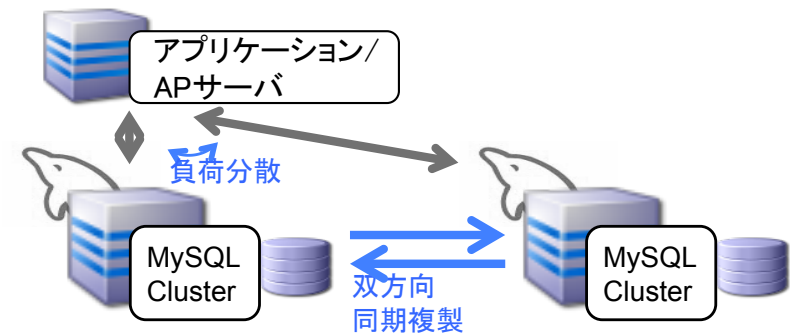 アプリケーション/
APサーバ
負荷分散
MySQL
Cluster
双方向
同期複製
MySQL
Cluster